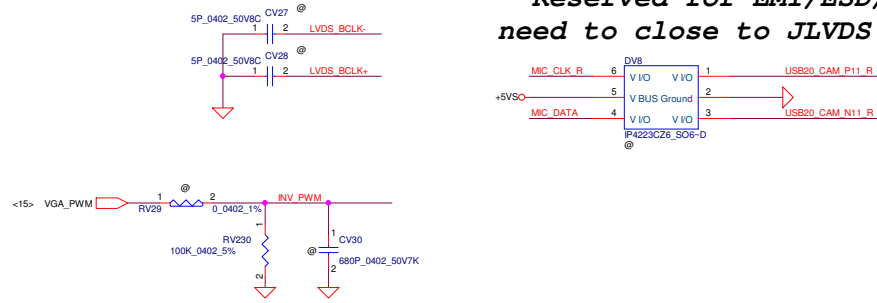 5P_0402_50V8C CV27 @
1 2 LVDS_BCLK-
5P_0402_50V8C CV28 @
1 2 LVDS_BCLK+
need to close to JLVDS
DV8
MIC_CLK_R 6 V I/O V I/O 1 USB20_CAM_P11_R
+5VS 5 V BUS Ground 2
MIC_DATA 4 V I/O V I/O 3 USB20_CAM_N11_R
IP4223CZ6_SO6~D
@
<15> VGA_PWM 1 @ 2 INV_PWM
RV29 0_0402_1%
1 RV230
100K_0402_5%
2
1 CV30
@
680P_0402_50V7K
2